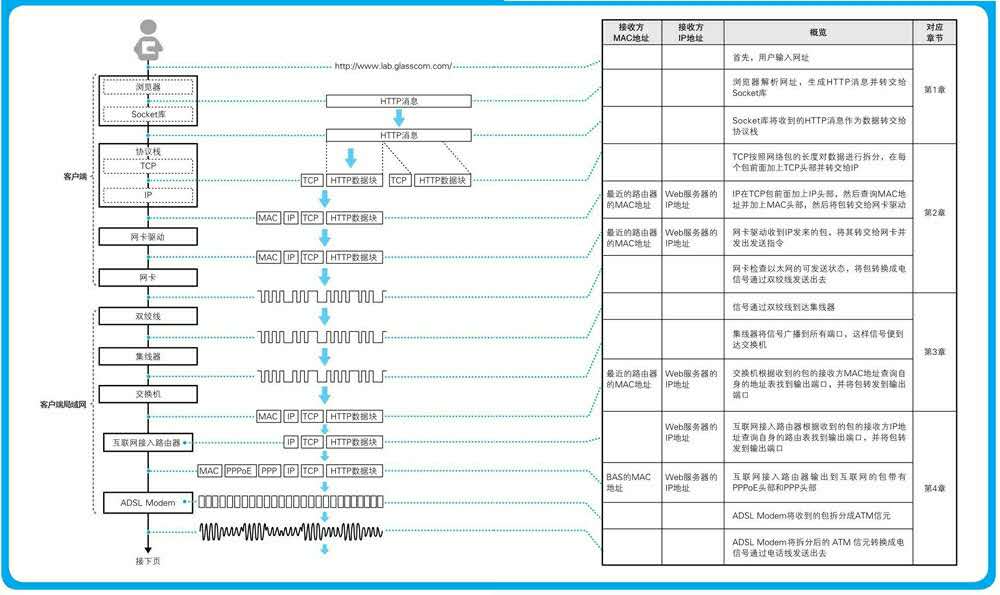 http://www.lab.glasscom.com/
客户端
浏览器
Socket库
HTTP消息
HTTP消息
协议栈
TCP
IP
TCP HTTP数据块 TCP HTTP数据块
MAC IP TCP HTTP数据块
网卡驱动
MAC IP TCP HTTP数据块
网卡
客户端局域网
双绞线
集线器
交换机
MAC IP TCP HTTP数据块
互联网接入路由器
IP TCP HTTP数据块
MAC PPPoE PPP IP TCP HTTP数据块
ADSL Modem
接下页
接收方
MAC地址
接收方
IP地址
概览
对应
章节
首先，用户输入网址
浏览器解析网址，生成HTTP消息并转交给
Socket库
Socket库将收到的HTTP消息作为数据转交给
协议栈
第1章
TCP按照网络包的长度对数据进行拆分，在每
个包前面加上TCP头部并转交给IP
最近的路由器
的MAC地址
Web服务器的
IP地址
IP在TCP包前面加上IP头部，然后查询MAC地
址并加上MAC头部，然后将包转交给网卡驱动
最近的路由器
的MAC地址
Web服务器的
IP地址
网卡驱动收到IP发来的包，将其转交给网卡并
发出发送指令
网卡检查以太网的可发送状态，将包转换成电
信号通过双绞线发送出去
第2章
信号通过双绞线到达集线器
集线器将信号广播到所有端口，这样信号便到
达交换机
最近的路由器
的MAC地址
Web服务器的
IP地址
交换机根据收到的包的接收方MAC地址查询自
身的地址表找到输出端口，并将包转发到输出
端口
第3章
Web服务器的
IP地址
互联网接入路由器根据收到的包的接收方IP地
址查询自身的路由表找到输出端口，并将包转
发到输出端口
BAS的MAC
地址
Web服务器的
IP地址
互联网接入路由器输出到互联网的包带有
PPPoE头部和PPP头部
ADSL Modem将收到的包拆分成ATM信元
ADSL Modem将拆分后的 ATM 信元转换成电
信号通过电话线发送出去
第4章